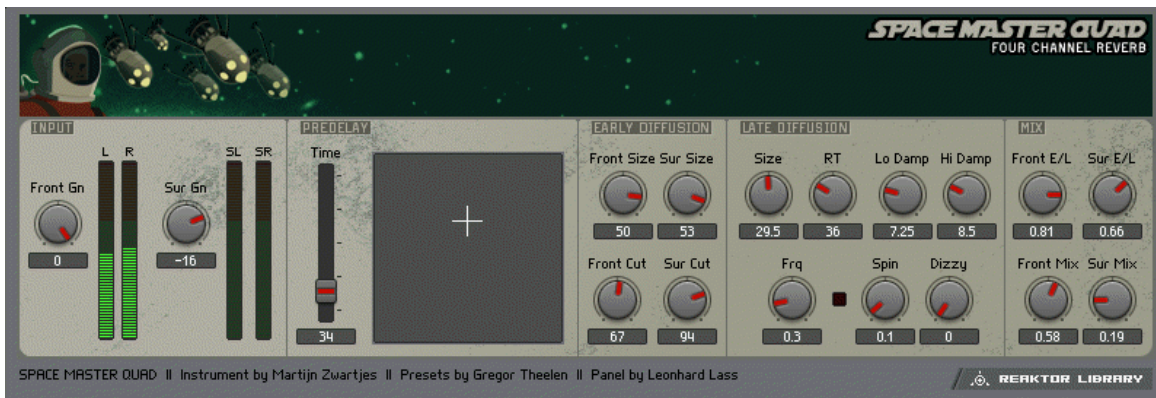 SPACE MASTER QUAD
FOUR CHANNEL REVERB
INPUT
L R SL SR
Front Gn
0
Sur Gn
-16
PREDELAY
Time
34
EARLY DIFFUSION
Front Size Sur Size
50 53
Front Cut Sur Cut
67 94
LATE DIFFUSION
Size RT Lo Damp Hi Damp
29.5 36 7.25 8.5
Frq Spin Dizzy
0.3 0.1 0
MIX
Front E/L Sur E/L
0.81 0.66
Front Mix Sur Mix
0.58 0.19
SPACE MASTER QUAD II Instrument by Martijn Zwartjes II Presets by Gregor Theelen II Panel by Leonhard Lass
REAKTOR LIBRARY